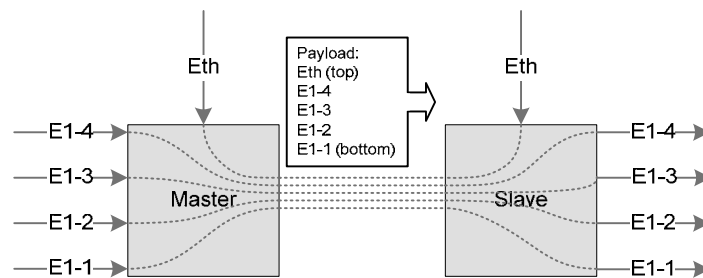 Eth
Payload:
Eth (top)
E1-4
E1-3
E1-2
E1-1 (bottom)
Eth
E1-4
E1-3
E1-2
E1-1
Master
Slave
E1-4
E1-3
E1-2
E1-1